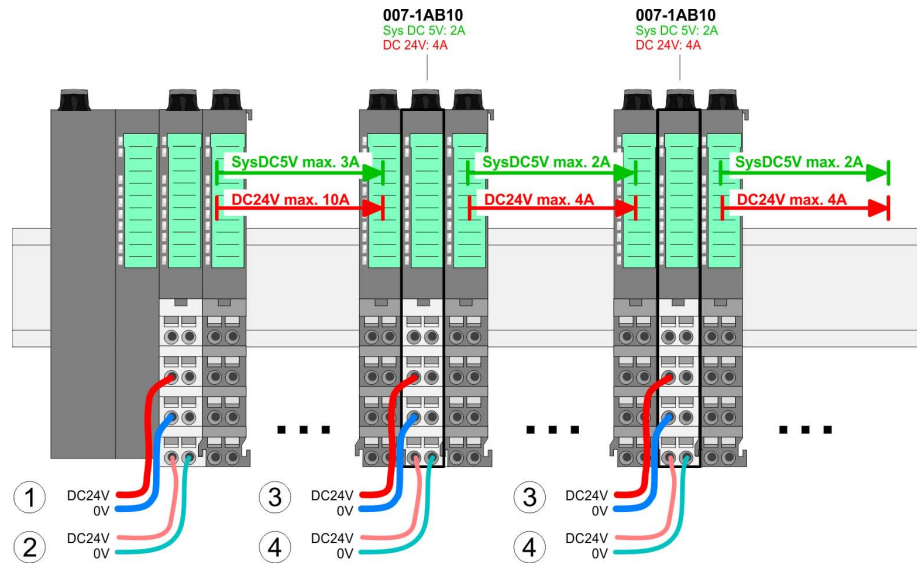 007-1AB10
Sys DC 5V: 2A
DC 24V: 4A
007-1AB10
Sys DC 5V: 2A
DC 24V: 4A
SysDC5V max. 3A
SysDC5V max. 2A
SysDC5V max. 2A
DC24V max. 10A
DC24V max. 4A
DC24V max. 4A
1 DC24V
0V
2 DC24V
0V
3 DC24V
0V
4 DC24V
0V
3 DC24V
0V
4 DC24V
0V